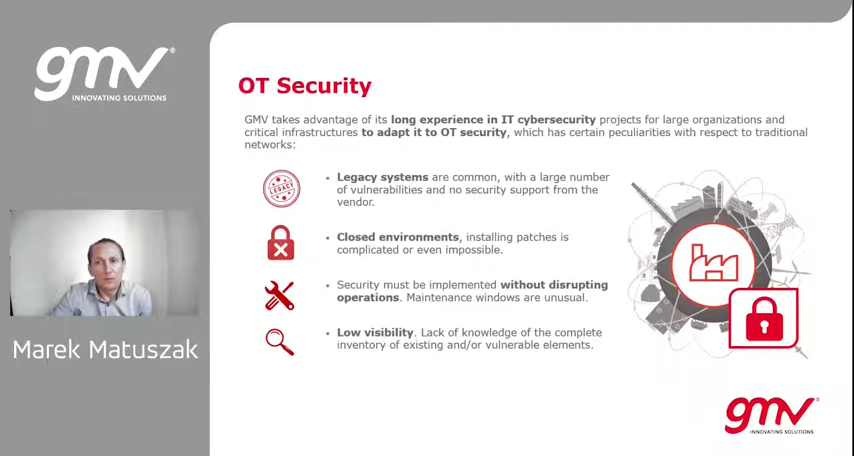 gmv®
INNOVATING SOLUTIONS
OT Security
GMV takes advantage of its long experience in IT cybersecurity projects for large organizations and
critical infrastructures to adapt it to OT security, which has certain peculiarities with respect to traditional
networks:
LEGACY
• Legacy systems are common, with a large number
of vulnerabilities and no security support from the
vendor.
• Closed environments, installing patches is
complicated or even impossible.
• Security must be implemented without disrupting
operations. Maintenance windows are unusual.
• Low visibility. Lack of knowledge of the complete
inventory of existing and/or vulnerable elements.
Marek Matuszak
gmv®
INNOVATING SOLUTIONS